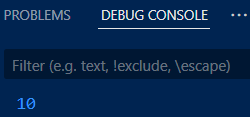 PROBLEMS DEBUG CONSOLE ...
Filter (e.g. text, !exclude, \escape)
10